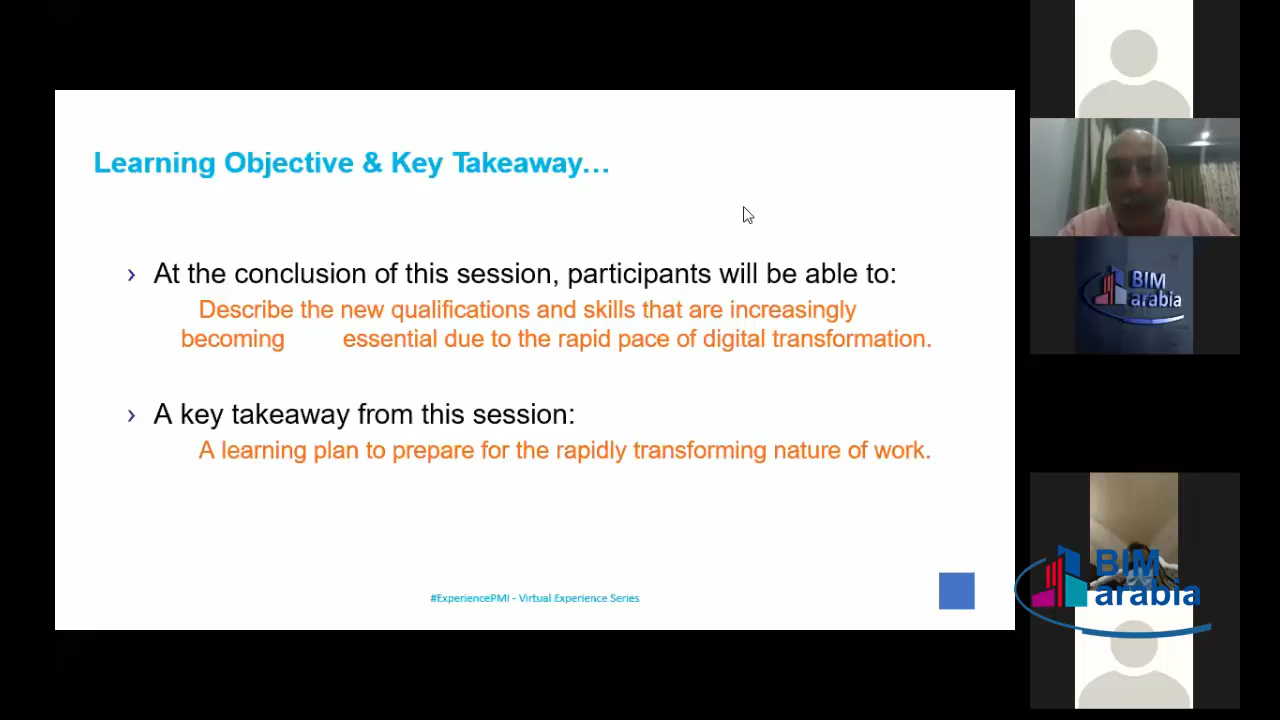 Learning Objective & Key Takeaway...
› At the conclusion of this session, participants will be able to:
Describe the new qualifications and skills that are increasingly
becoming essential due to the rapid pace of digital transformation.
› A key takeaway from this session:
A learning plan to prepare for the rapidly transforming nature of work.
#ExperiencePMI - Virtual Experience Series
BIM
arabia
BIM
arabia